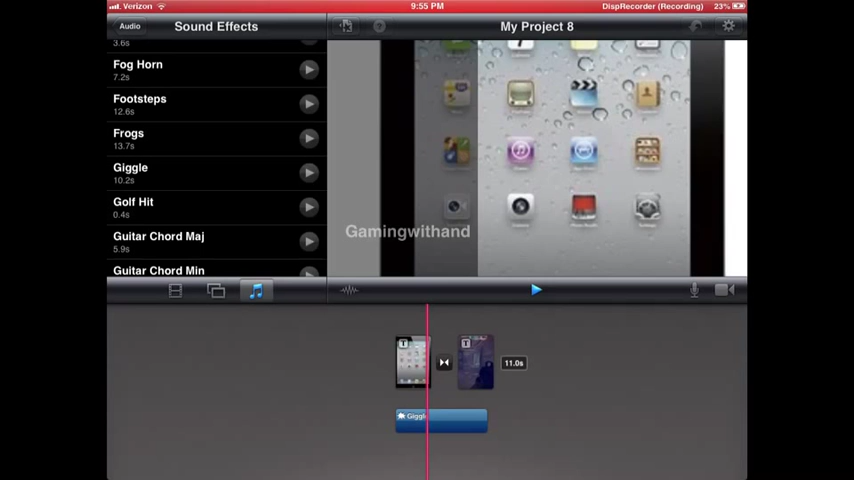 Verizon
9:55 PM
DispRecorder (Recording)
23%
Audio
Sound Effects
My Project 8
3.6s
Fog Horn
7.2s
Footsteps
12.6s
Frogs
13.7s
Giggle
10.2s
Golf Hit
0.4s
Guitar Chord Maj
5.9s
Guitar Chord Min
Gamingwithand
T
T
11.0s
Giggle